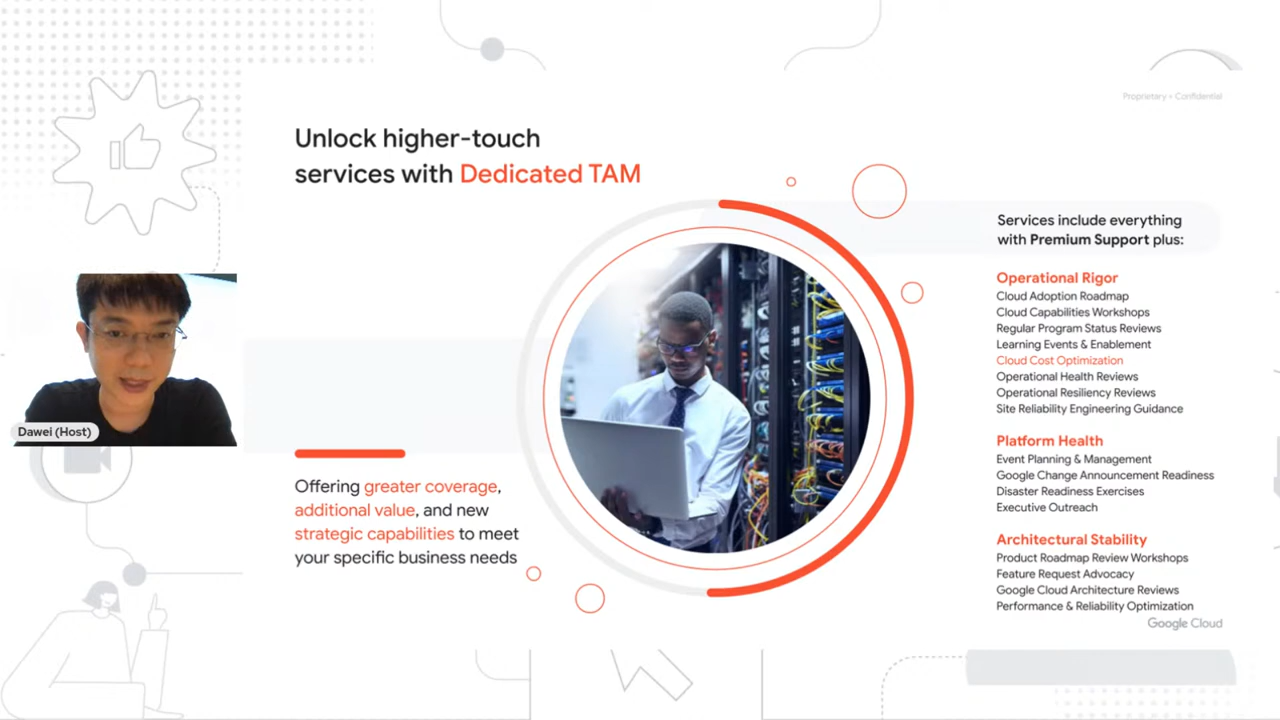 Proprietary + Confidential
Unlock higher-touch
services with Dedicated TAM
Dawei (Host)
Offering greater coverage,
additional value, and new
strategic capabilities to meet
your specific business needs
Services include everything
with Premium Support plus:
Operational Rigor
Cloud Adoption Roadmap
Cloud Capabilities Workshops
Regular Program Status Reviews
Learning Events & Enablement
Cloud Cost Optimization
Operational Health Reviews
Operational Resiliency Reviews
Site Reliability Engineering Guidance
Platform Health
Event Planning & Management
Google Change Announcement Readiness
Disaster Readiness Exercises
Executive Outreach
Architectural Stability
Product Roadmap Review Workshops
Feature Request Advocacy
Google Cloud Architecture Reviews
Performance & Reliability Optimization
Google Cloud